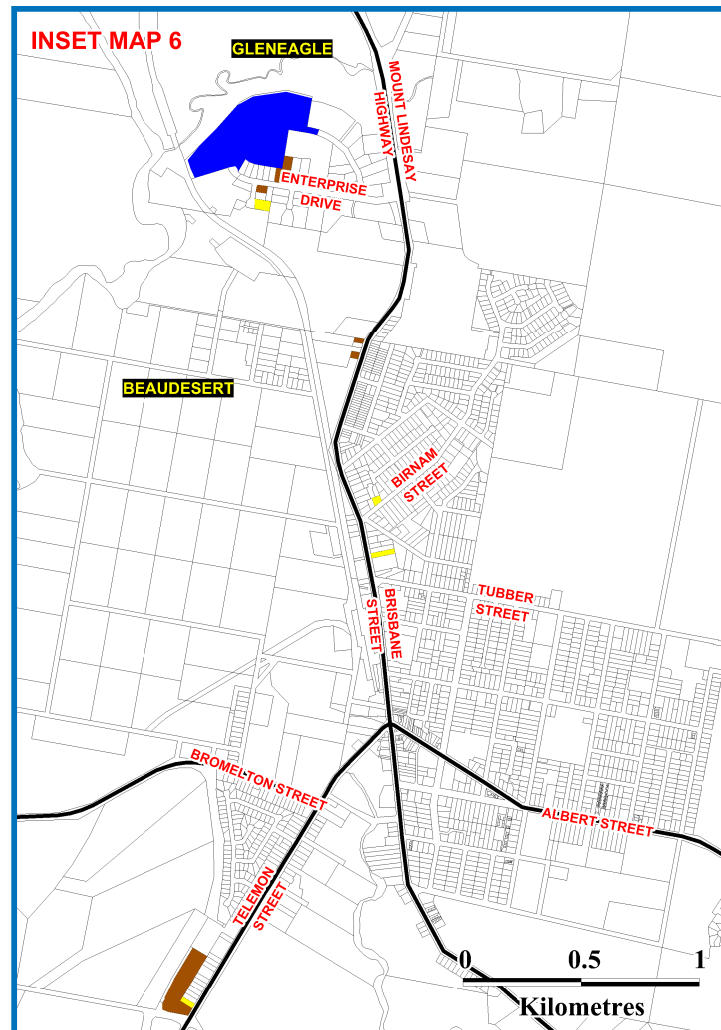 INSET MAP 6
GLENEAGLE
MOUNT LINDESAY
HIGHWAY
ENTERPRISE
DRIVE
BEAUDESERT
BIRNAM
STREET
TUBBER
STREET
BRISBANE
STREET
BROMELTON STREET
ALBERT STREET
TELEMON
STREET
0 0.5 1
Kilometres